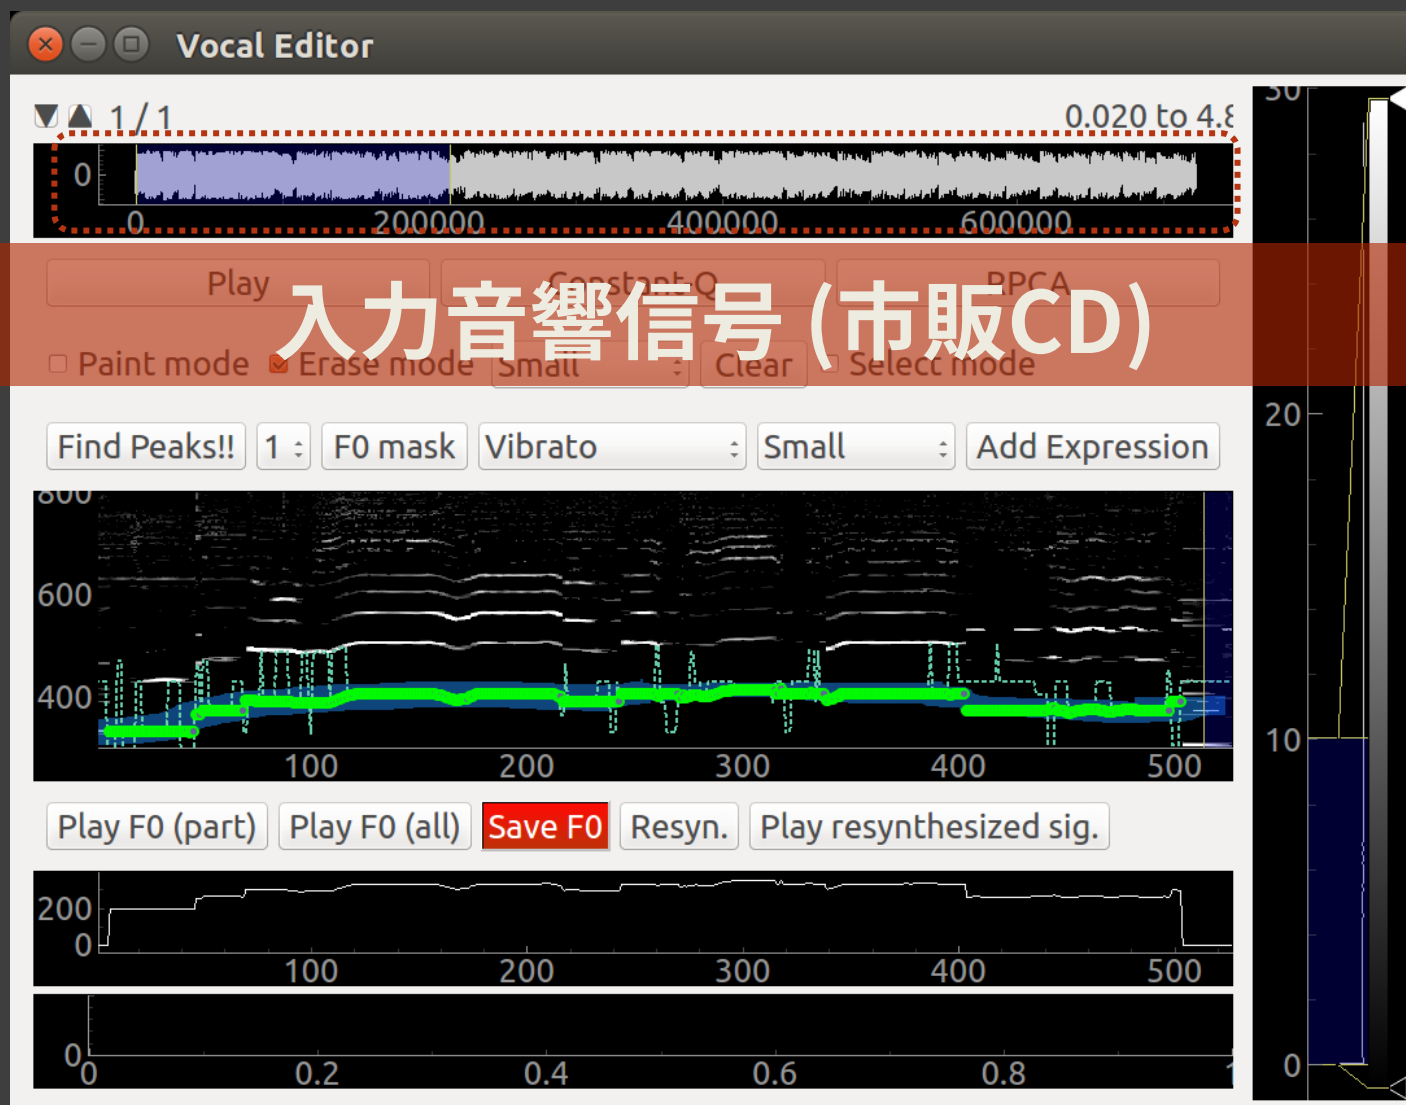 Vocal Editor
1 / 1
0.020 to 4.8
0
0 200000 400000 600000
Play Constant-Q RPCA
入力音響信号 (市販CD)
Paint mode Erase mode Small Clear Select mode
Find Peaks!! 1 F0 mask Vibrato Small Add Expression
800
600
400
100 200 300 400 500
Play F0 (part) Play F0 (all) Save F0 Resyn. Play resynthesized sig.
200
0
100 200 300 400 500
0
0 0.2 0.4 0.6 0.8 1
30
20
10
0